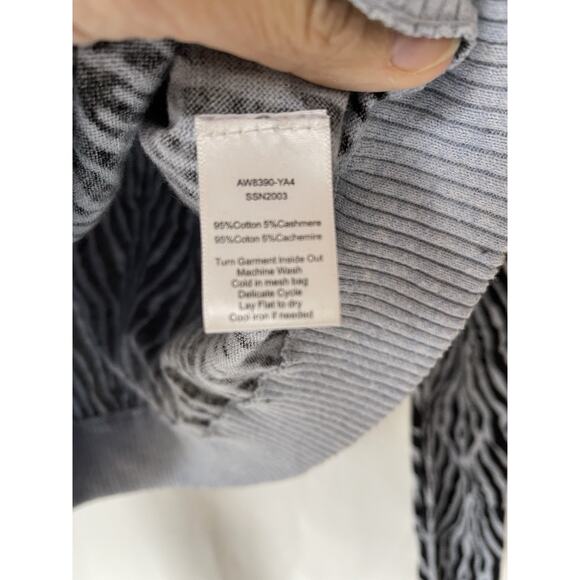 AW8390-YA4
SSN2003
95%Cotton 5%Cashmere
95%Coton 5%Cachemire
Turn Garment Inside Out
Machine Wash
Cold in mesh bag
Delicate Cycle
Lay Flat to dry
Cool iron if needed